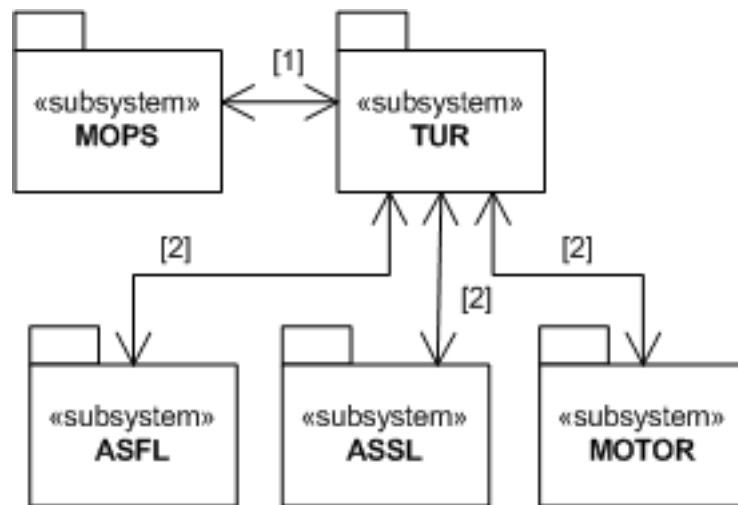 [1]
«subsystem»
MOPS
«subsystem»
TUR
[2]
[2]
[2]
«subsystem»
ASFL
«subsystem»
ASSL
«subsystem»
MOTOR